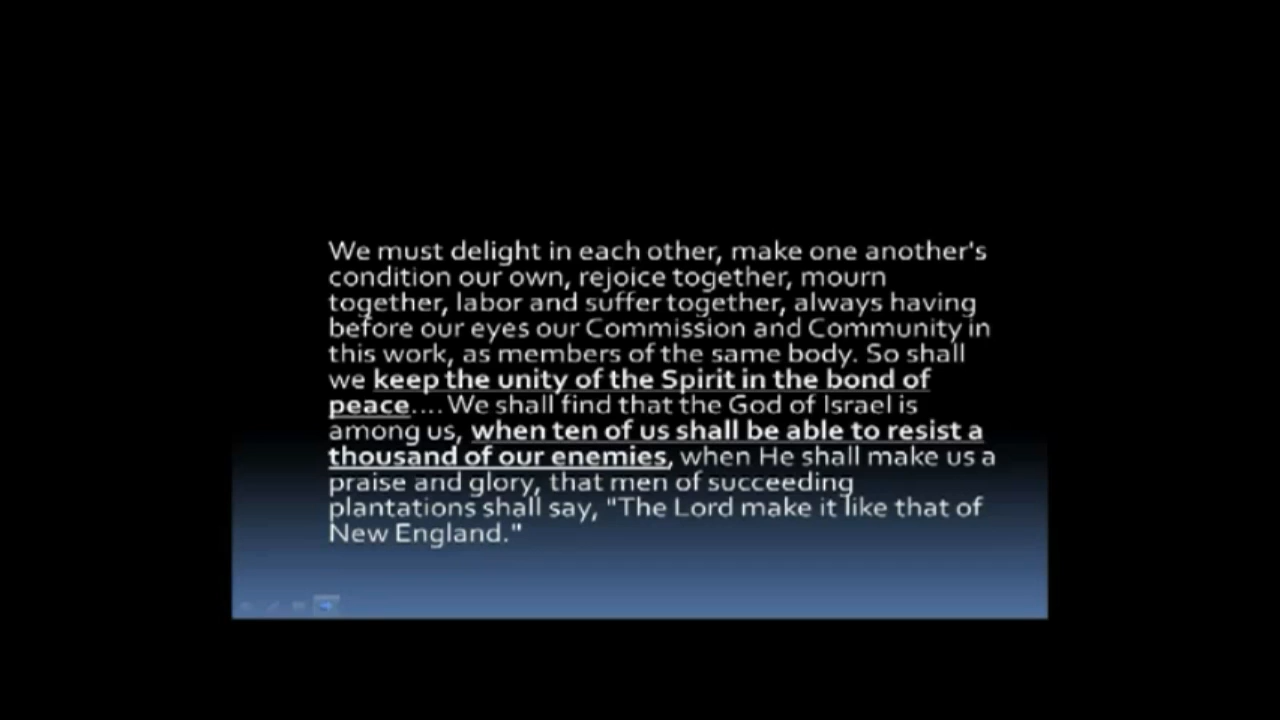 We must delight in each other, make one another's
condition our own, rejoice together, mourn
together, labor and suffer together, always having
before our eyes our Commission and Community in
this work, as members of the same body. So shall
we keep the unity of the Spirit in the bond of
peace.... We shall find that the God of Israel is
among us, when ten of us shall be able to resist a
thousand of our enemies, when He shall make us a
praise and glory, that men of succeeding
plantations shall say, "The Lord make it like that of
New England."